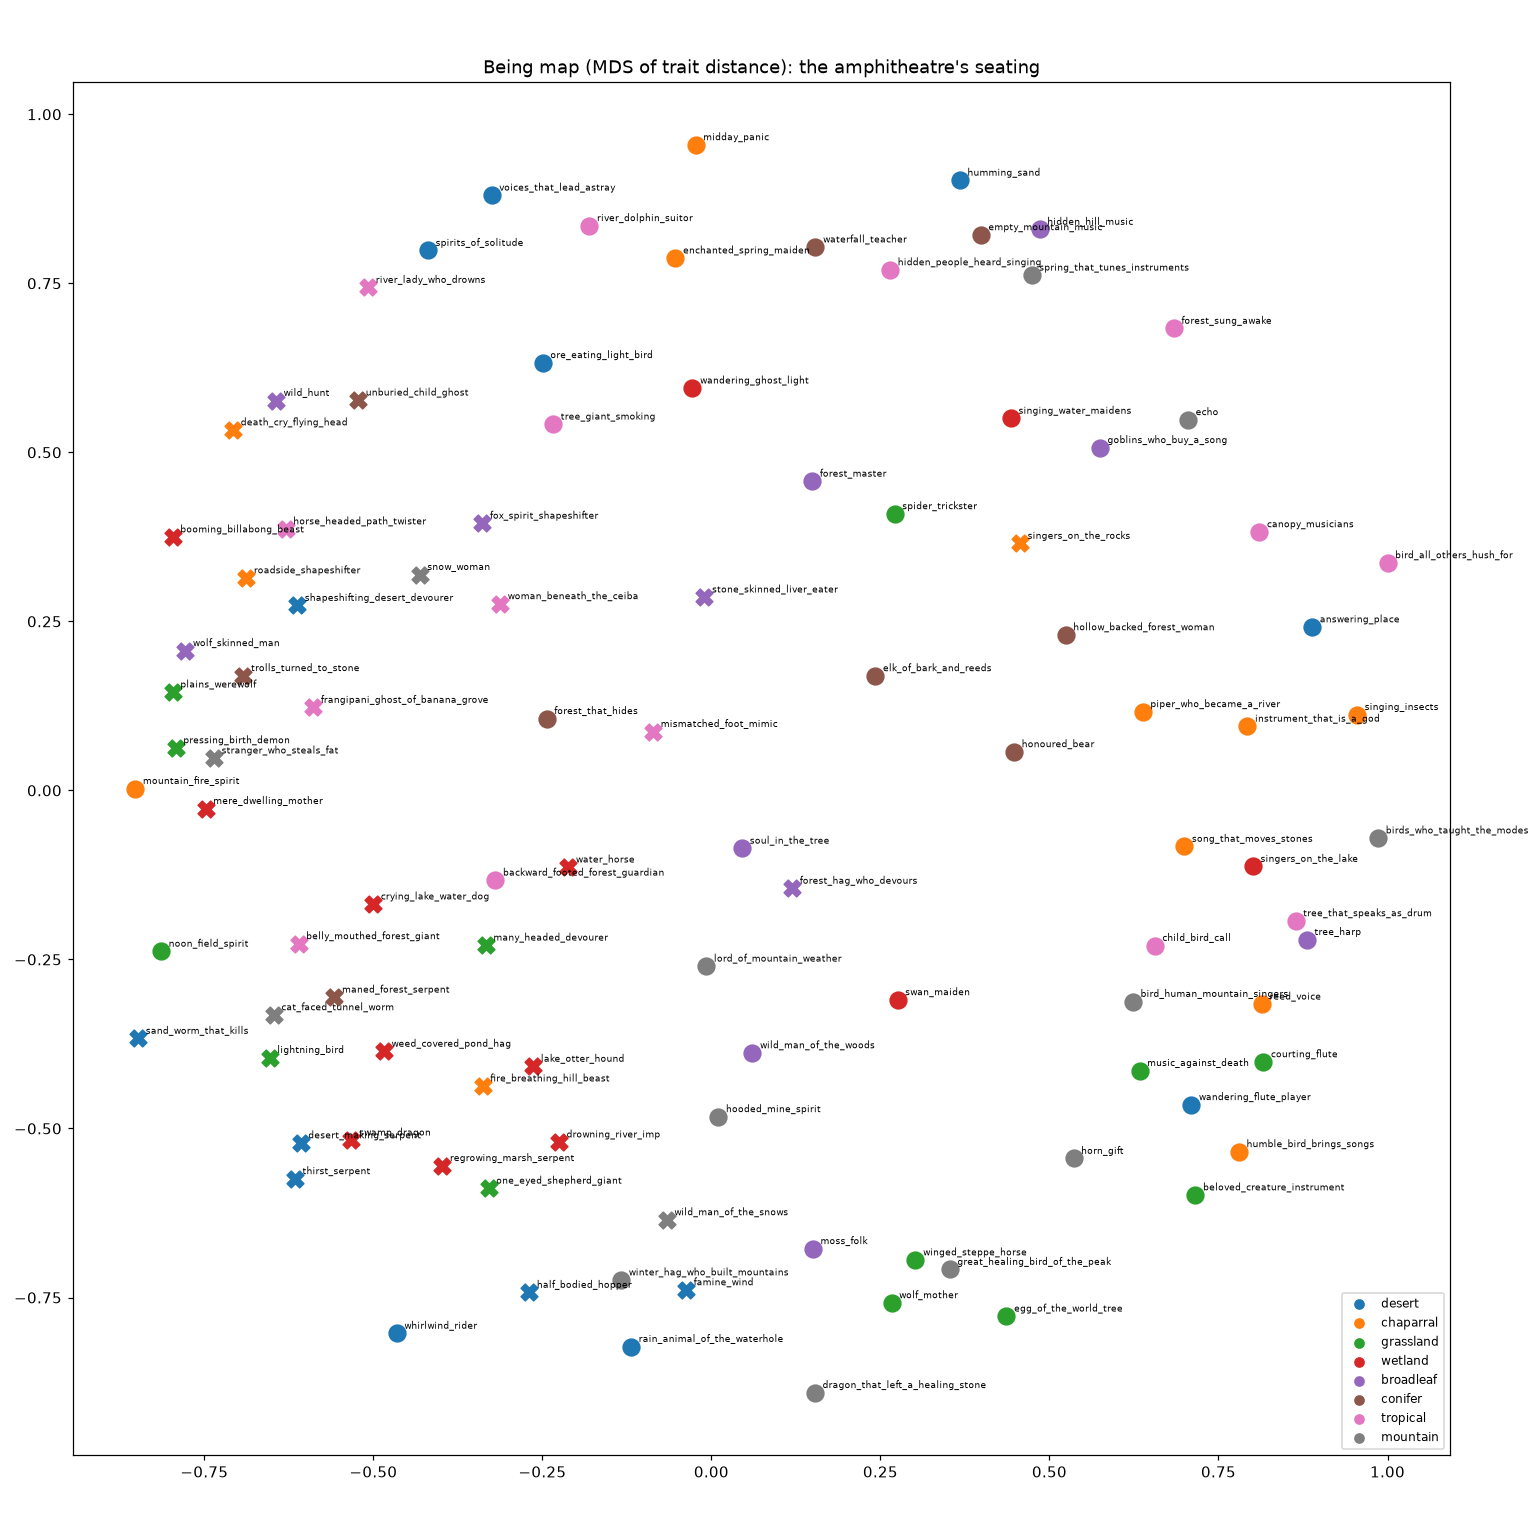 Being map (MDS of trait distance): the amphitheatre's seating
1.00
midday_panic
humming_sand
voices_that_lead_astray
river_dolphin_suitor
hidden_hill_music
empty_mountain_music
waterfall_teacher
spirits_of_solitude
enchanted_spring_maiden
hidden_people_heard_singing
spring_that_tunes_instruments
0.75
river_lady_who_drowns
forest_sung_awake
ore_eating_light_bird
wandering_ghost_light
wild_hunt
unburied_child_ghost
tree_giant_smoking
singing_water_maidens
echo
death_cry_flying_head
0.50
goblins_who_buy_a_song
forest_master
spider_trickster
fox_spirit_shapeshifter
horse_headed_path_twister
booming_billabong_beast
canopy_musicians
singers_on_the_rocks
bird_all_others_hush_for
roadside_shapeshifter
snow_woman
shapeshifting_desert_devourer
woman_beneath_the_ceiba
stone_skinned_liver_eater
0.25
answering_place
hollow_backed_forest_woman
wolf_skinned_man
trolls_turned_to_stone
elk_of_bark_and_reeds
plains_werewolf
frangipani_ghost_of_banana_grove
forest_that_hides
mismatched_foot_mimic
piper_who_became_a_river
singing_insects
instrument_that_is_a_god
pressing_birth_demon
stranger_who_steals_fat
honoured_bear
0.00
mountain_fire_spirit
mere_dwelling_mother
birds_who_taught_the_modes
soul_in_the_tree
song_that_moves_stones
water_horse
backward_footed_forest_guardian
singers_on_the_lake
forest_hag_who_devours
crying_lake_water_dog
tree_that_speaks_as_drum
tree_harp
belly_mouthed_forest_giant
many_headed_devourer
child_bird_call
noon_field_spirit
−0.25
lord_of_mountain_weather
maned_forest_serpent
swan_maiden
bird_human_mountain_singers
reed_voice
cat_faced_tunnel_worm
sand_worm_that_kills
lightning_bird
weed_covered_pond_hag
wild_man_of_the_woods
lake_otter_hound
courting_flute
music_against_death
fire_breathing_hill_beast
wandering_flute_player
hooded_mine_spirit
−0.50
swamp_dragon
desert_making_serpent
drowning_river_imp
humble_bird_brings_songs
horn_gift
regrowing_marsh_serpent
thirst_serpent
one_eyed_shepherd_giant
beloved_creature_instrument
wild_man_of_the_snows
moss_folk
winged_steppe_horse
great_healing_bird_of_the_peak
winter_hag_who_built_mountains
half_bodied_hopper
famine_wind
−0.75
wolf_mother
egg_of_the_world_tree
whirlwind_rider
rain_animal_of_the_waterhole
dragon_that_left_a_healing_stone
desert
chaparral
grassland
wetland
broadleaf
conifer
tropical
mountain
−0.75 −0.50 −0.25 0.00 0.25 0.50 0.75 1.00